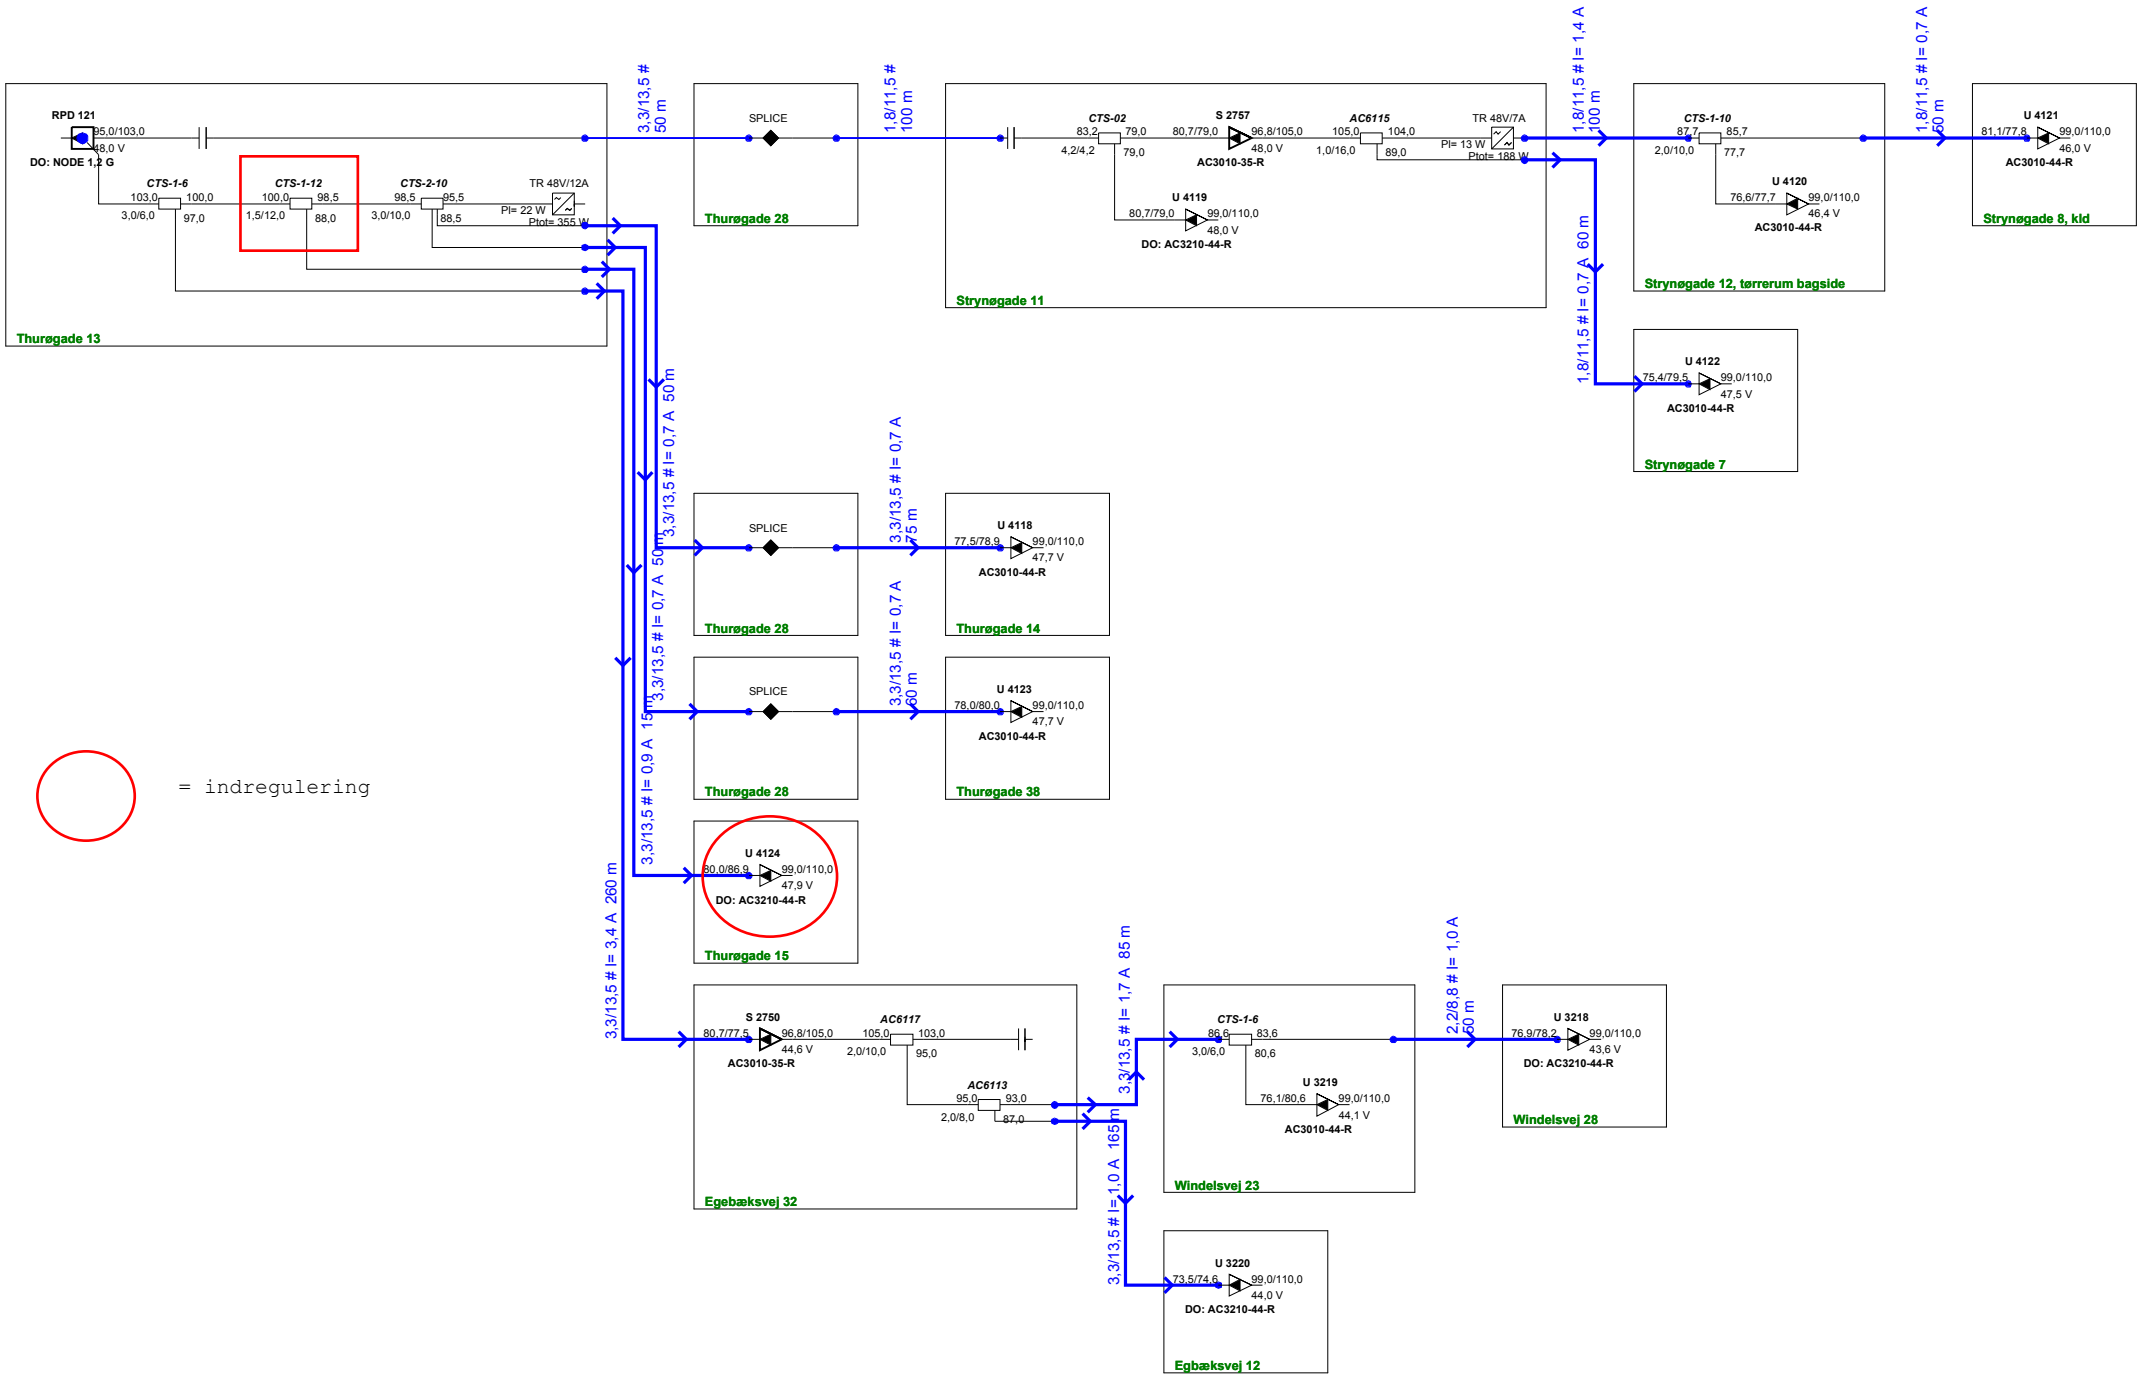 RPD 121
95,0/103,0
48,0 V
DO: NODE 1,2 G
CTS-1-6
103,0 100,0
3,0/6,0 97,0
CTS-1-12
100,0 98,5
1,5/12,0 88,0
CTS-2-10
98,5 95,5
3,0/10,0 88,5
TR 48V/12A
Pl= 22 W
Ptot= 355 W
Thurøgade 13
3,3/13,5 #
50 m
SPLICE
Thurøgade 28
1,8/11,5 #
100 m
CTS-02
83,2 79,0
4,2/4,2 79,0
S 2757
80,7/79,0 96,8/105,0
48,0 V
AC3010-35-R
AC6115
105,0 104,0
1,0/16,0 89,0
TR 48V/7A
Pl= 13 W
Ptot= 188 W
U 4119
80,7/79,0 99,0/110,0
48,0 V
DO: AC3210-44-R
Strynøgade 11
1,8/11,5 # I= 1,4 A
100 m
CTS-1-10
87,7 85,7
2,0/10,0 77,7
U 4120
76,6/77,7 99,0/110,0
46,4 V
AC3010-44-R
Strynøgade 12, tørrerum bagside
1,8/11,5 # I= 0,7 A
50 m
U 4121
81,1/77,8 99,0/110,0
46,0 V
AC3010-44-R
Strynøgade 8, kld
1,8/11,5 # I= 0,7 A 60 m
U 4122
75,4/79,5 99,0/110,0
47,5 V
AC3010-44-R
Strynøgade 7
3,3/13,5 # I= 0,7 A 50 m
SPLICE
Thurøgade 28
3,3/13,5 # I= 0,7 A
75 m
U 4118
77,5/78,9 99,0/110,0
47,7 V
AC3010-44-R
Thurøgade 14
3,3/13,5 # I= 0,7 A 50 m
SPLICE
Thurøgade 28
3,3/13,5 # I= 0,7 A
60 m
U 4123
78,0/80,0 99,0/110,0
47,7 V
AC3010-44-R
Thurøgade 38
= indregulering
3,3/13,5 # I= 0,9 A 15 m
U 4124
80,0/86,9 99,0/110,0
47,9 V
DO: AC3210-44-R
Thurøgade 15
3,3/13,5 # I= 3,4 A 260 m
S 2750
80,7/77,5 96,8/105,0
44,6 V
AC3010-35-R
AC6117
105,0 103,0
2,0/10,0 95,0
AC6113
95,0 93,0
2,0/8,0 87,0
Egebæksvej 32
3,3/13,5 # I= 1,7 A 85 m
CTS-1-6
86,6 83,6
3,0/6,0 80,6
U 3219
76,1/80,6 99,0/110,0
44,1 V
AC3010-44-R
Windelsvej 23
2,2/8,8 # I= 1,0 A
50 m
U 3218
76,9/78,2 99,0/110,0
43,6 V
DO: AC3210-44-R
Windelsvej 28
3,3/13,5 # I= 1,0 A 165 m
U 3220
73,5/74,6 99,0/110,0
44,0 V
DO: AC3210-44-R
Egbæksvej 12